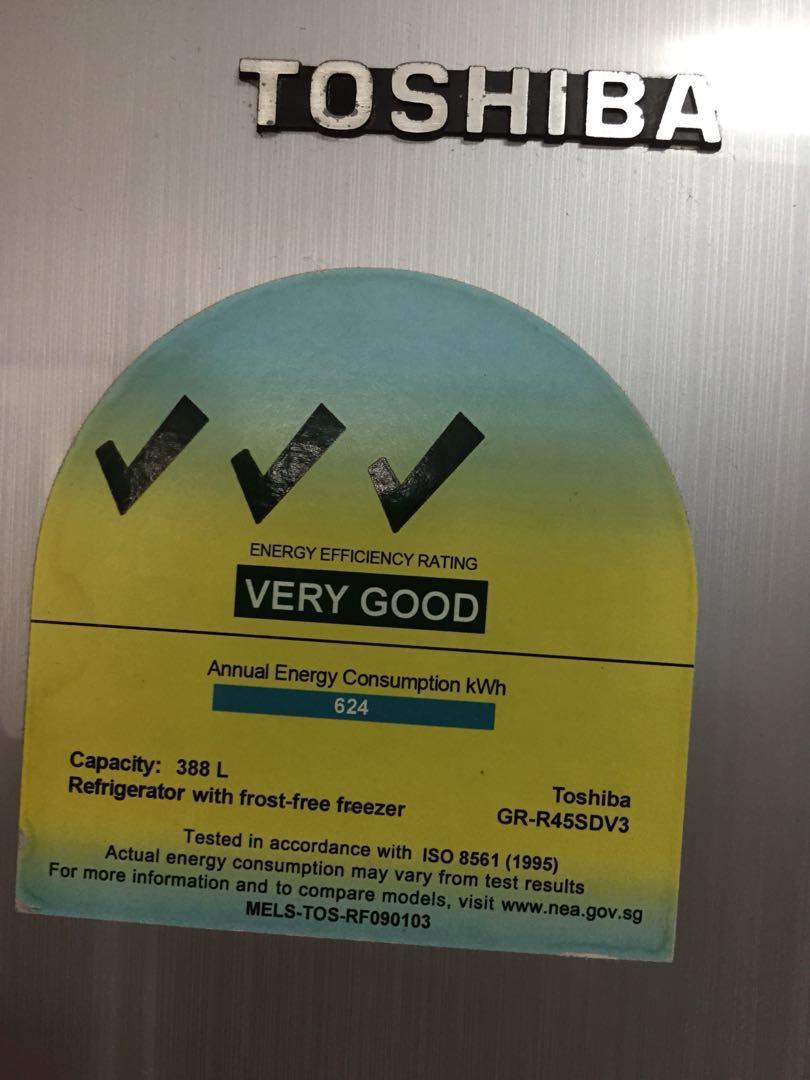 TOSHIBA
ENERGY EFFICIENCY RATING
VERY GOOD
Annual Energy Consumption kWh
624
Capacity: 388 L
Refrigerator with frost-free freezer
Toshiba
GR-R45SDV3
Tested in accordance with ISO 8561 (1995)
Actual energy consumption may vary from test results
For more information and to compare models, visit www.nea.gov.sg
MELS-TOS-RF090103